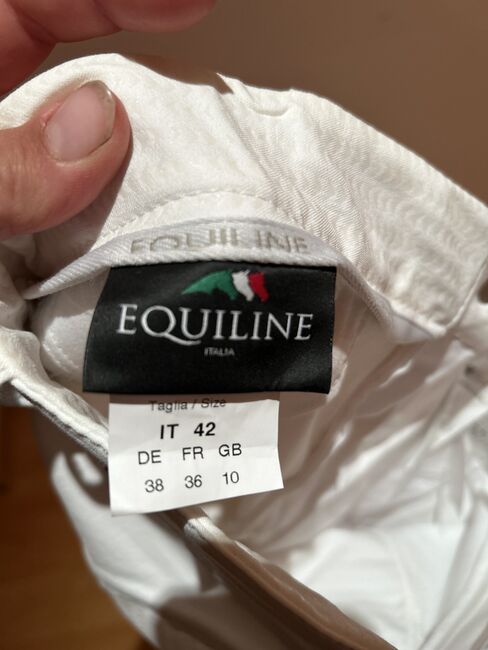 EQUILINE
EQUILINE
ITALIA
Taglia / Size
IT 42
DE FR GB
38 36 10